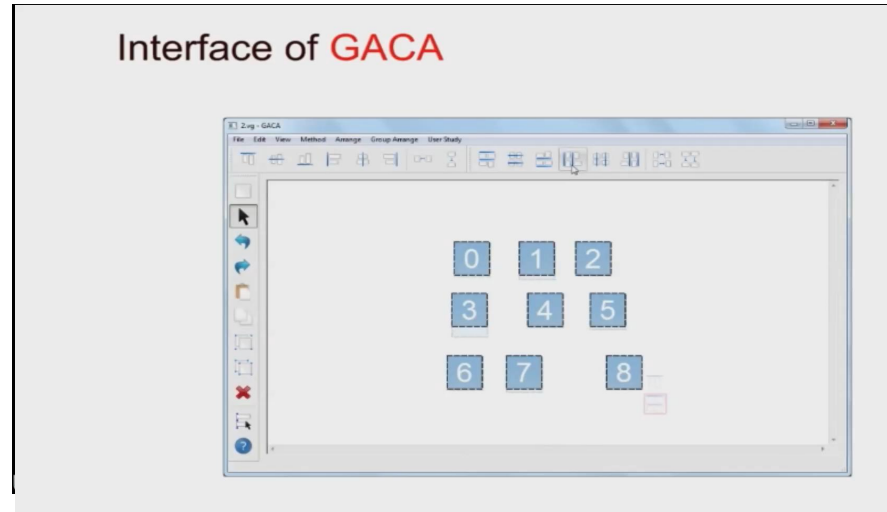 Interface of GACA
2.vg - GACA
File Edit View Method Arrange Group Arrange User Study
0 1 2
3 4 5
6 7 8
?